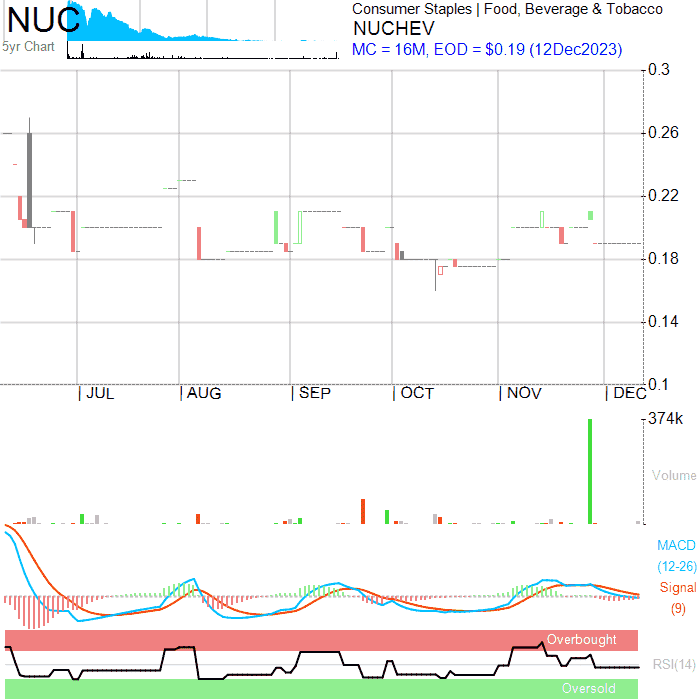 NUC
5yr Chart
Consumer Staples | Food, Beverage & Tobacco
NUCHEV
MC = 16M, EOD = $0.19 (12Dec2023)
0.3
0.26
0.22
0.18
0.14
0.1
| JUL | AUG | SEP | OCT | NOV | DEC
374k
Volume
MACD
(12-26)
Signal
(9)
Overbought
RSI(14)
Oversold